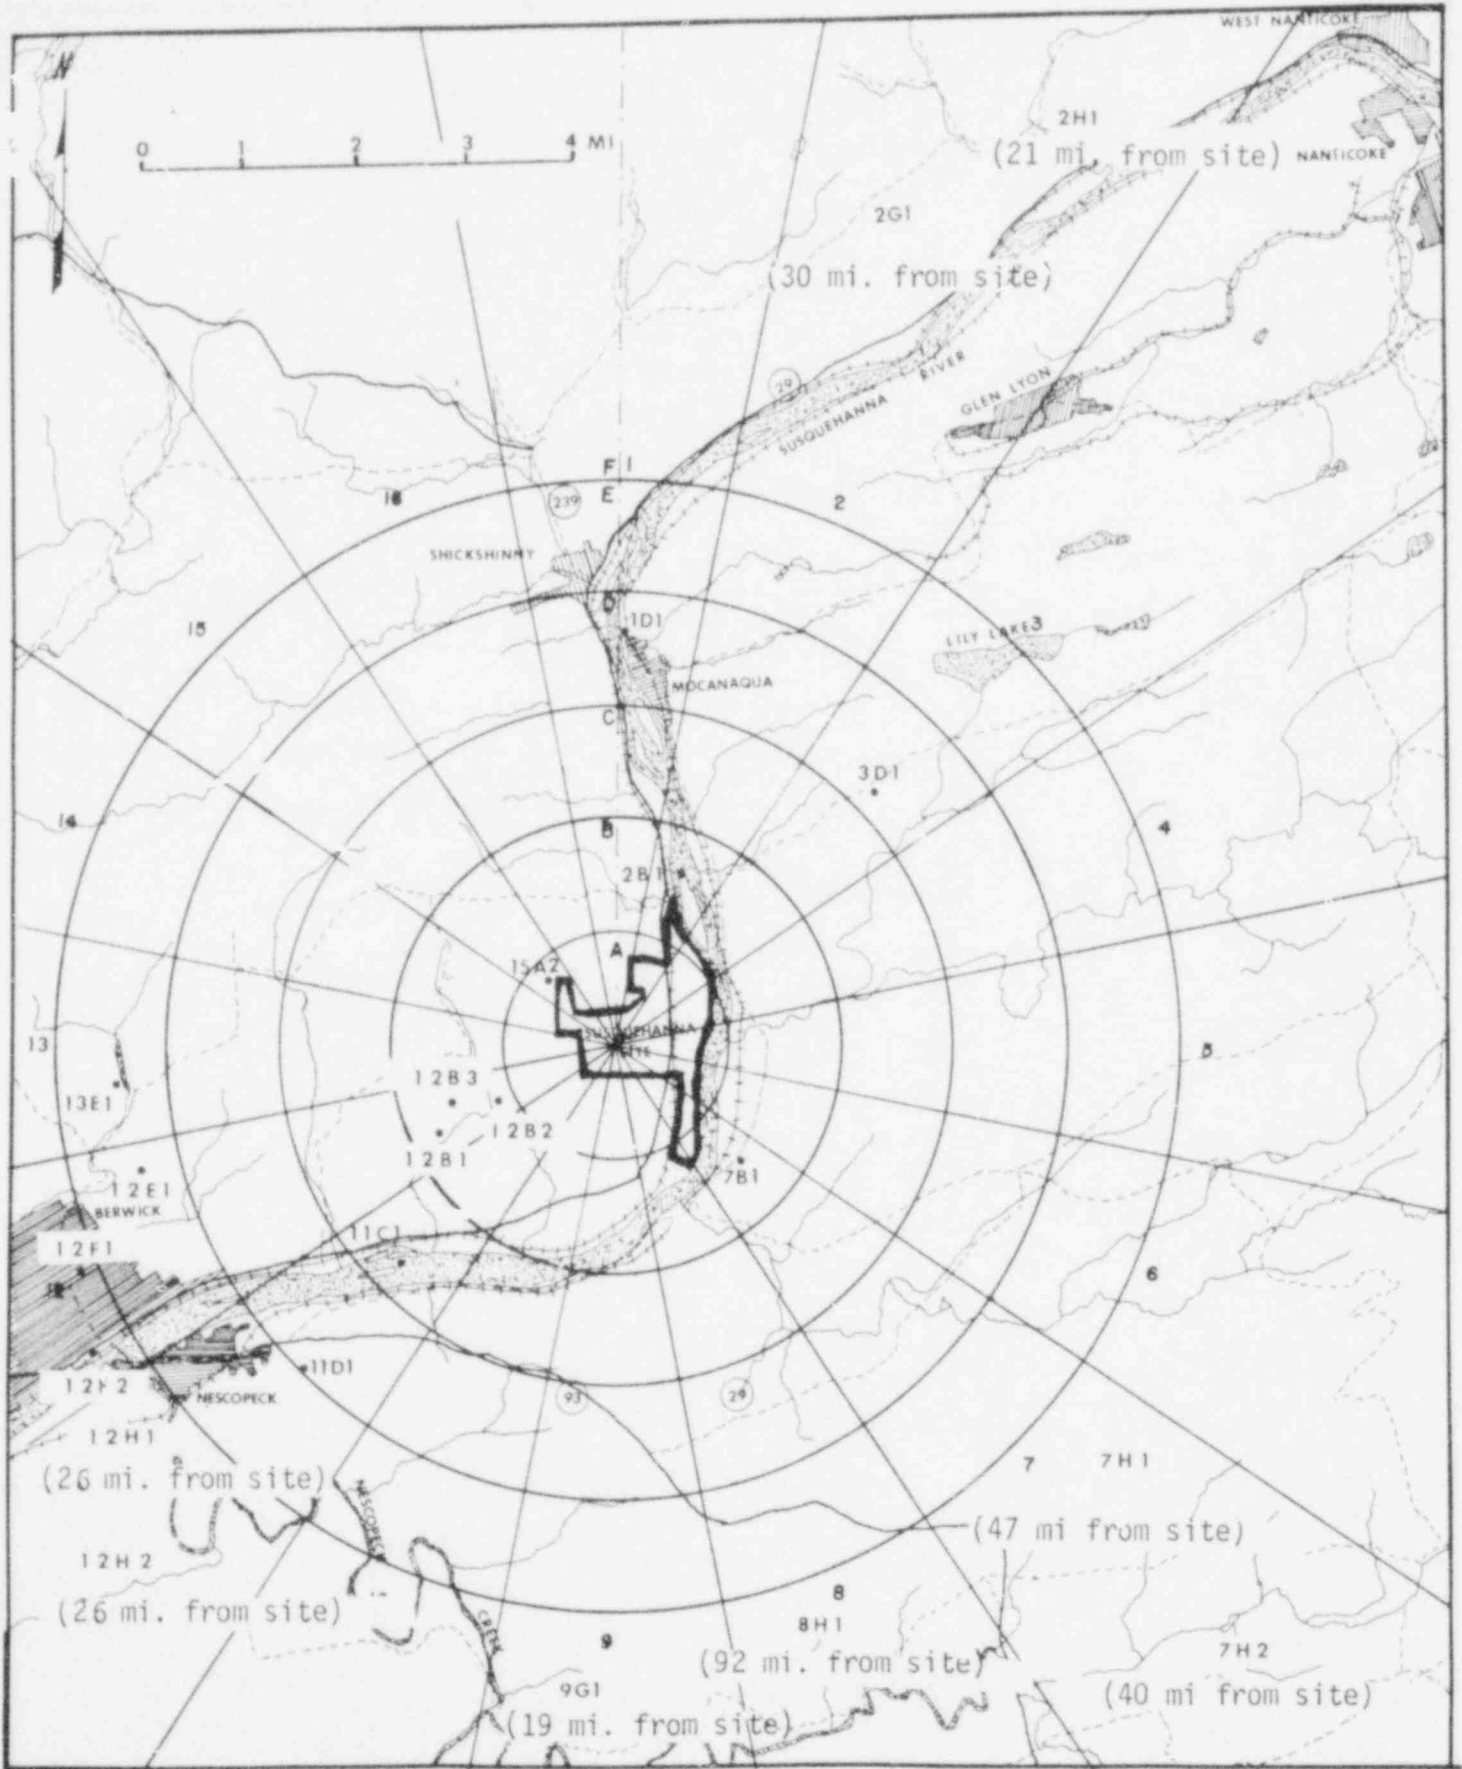 WEST NANTICOKE
N
0 1 2 3 4 MI
2H1
(21 mi. from site)
NANTICOKE
2G1
(30 mi. from site)
29
SUSQUEHANNA RIVER
GLEN LYON
F 1
E
16
239
2
SHICKSHINNY
D
1D1
15
LILY LAKE 3
MOCANAQUA
C
3D1
14
B
4
2B1
A
15A2
SUSQUEHANNA
SITE
13
5
12B3
13E1
12B2
12B1
7B1
12E1
BERWICK
11C1
12F1
6
11D1
12F2
NESCOPECK
93
29
12H1
(26 mi. from site)
7
7H1
NESCOPECK
(47 mi from site)
12H2
(26 mi. from site)
8
8H1
CREEK
9
(92 mi. from site)
7H2
9G1
(40 mi from site)
(19 mi. from site)